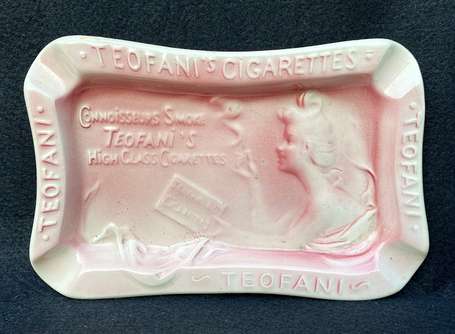 · TEOFANI'S CIGARETTES ·
CONNOISSEURS SMOKE
TEOFANI'S
HIGH CLASS CIGARETTES
· TEOFANI ·
· TEOFANI ·
~ TEOFANI ~